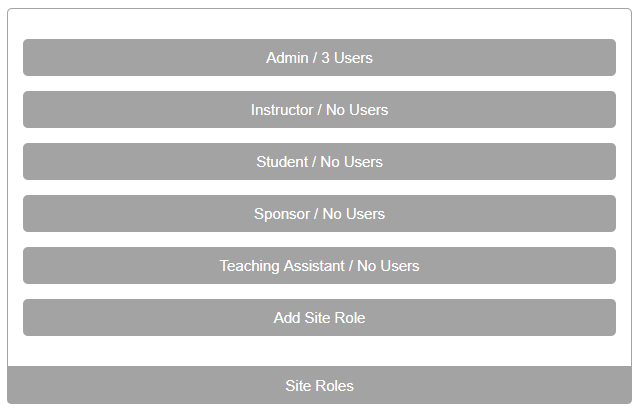 Admin / 3 Users
Instructor / No Users
Student / No Users
Sponsor / No Users
Teaching Assistant / No Users
Add Site Role
Site Roles